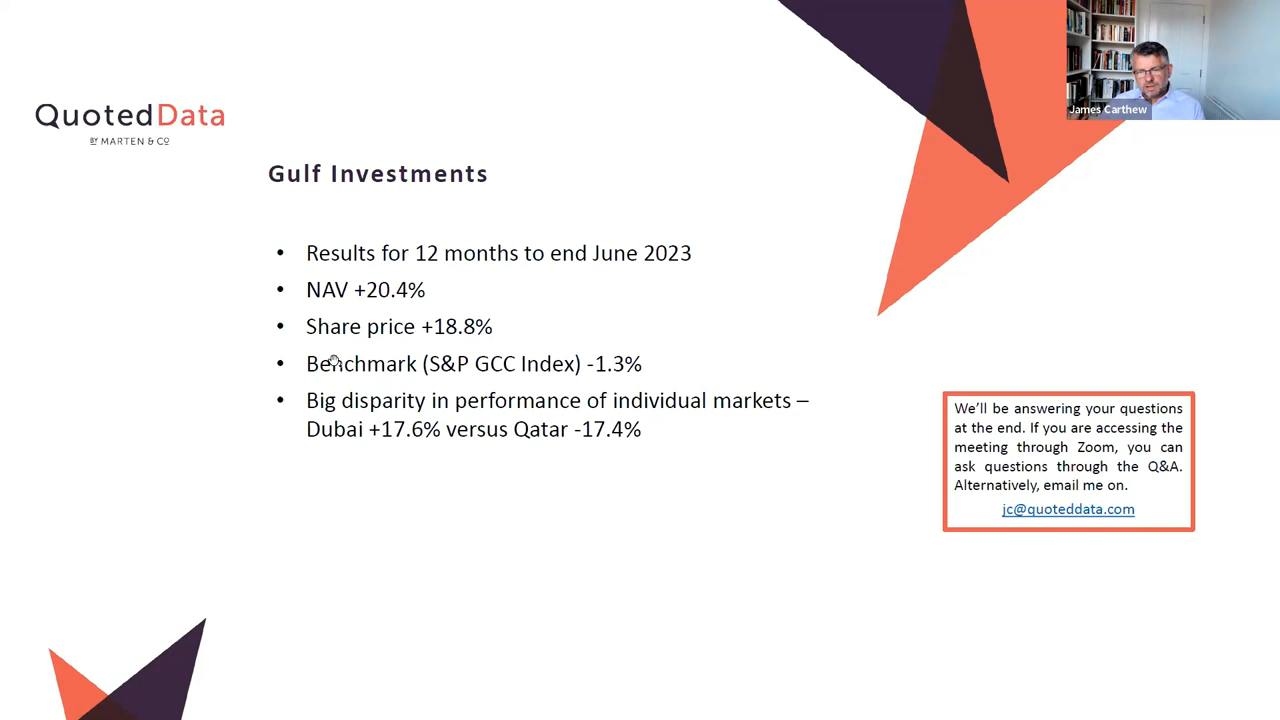 James Carthew
QuotedData
BY MARTEN & CO
Gulf Investments
• Results for 12 months to end June 2023
• NAV +20.4%
• Share price +18.8%
• Benchmark (S&P GCC Index) -1.3%
• Big disparity in performance of individual markets –
Dubai +17.6% versus Qatar -17.4%
We'll be answering your questions
at the end. If you are accessing the
meeting through Zoom, you can
ask questions through the Q&A.
Alternatively, email me on.
jc@quoteddata.com